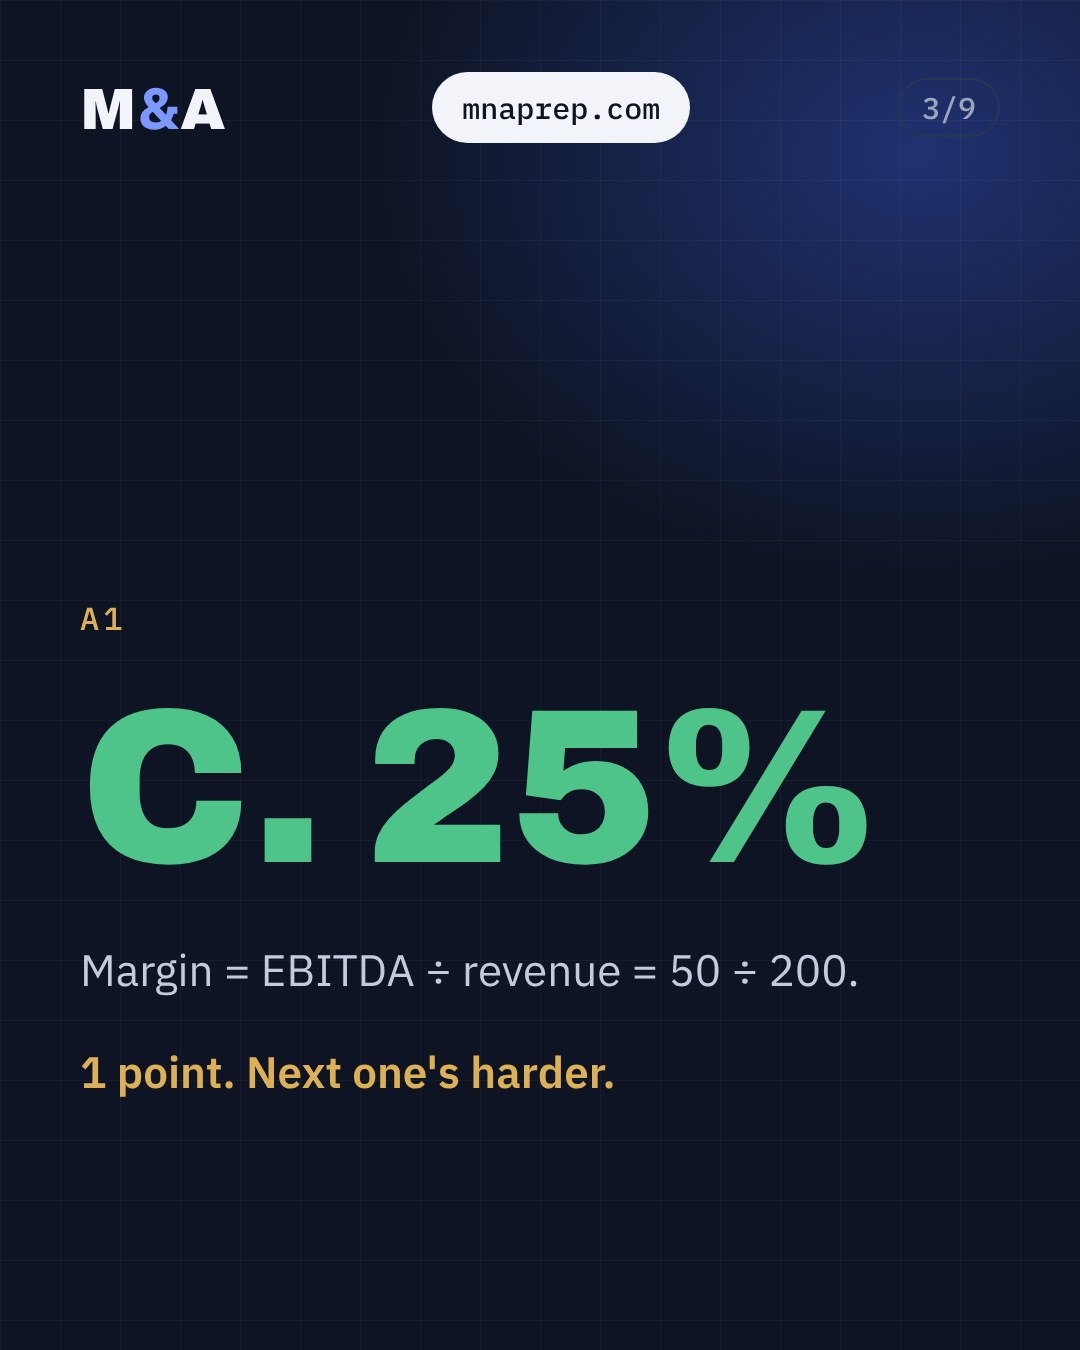 M&A
mnaprep.com
3/9
A1
C. 25%
Margin = EBITDA ÷ revenue = 50 ÷ 200.
1 point. Next one's harder.